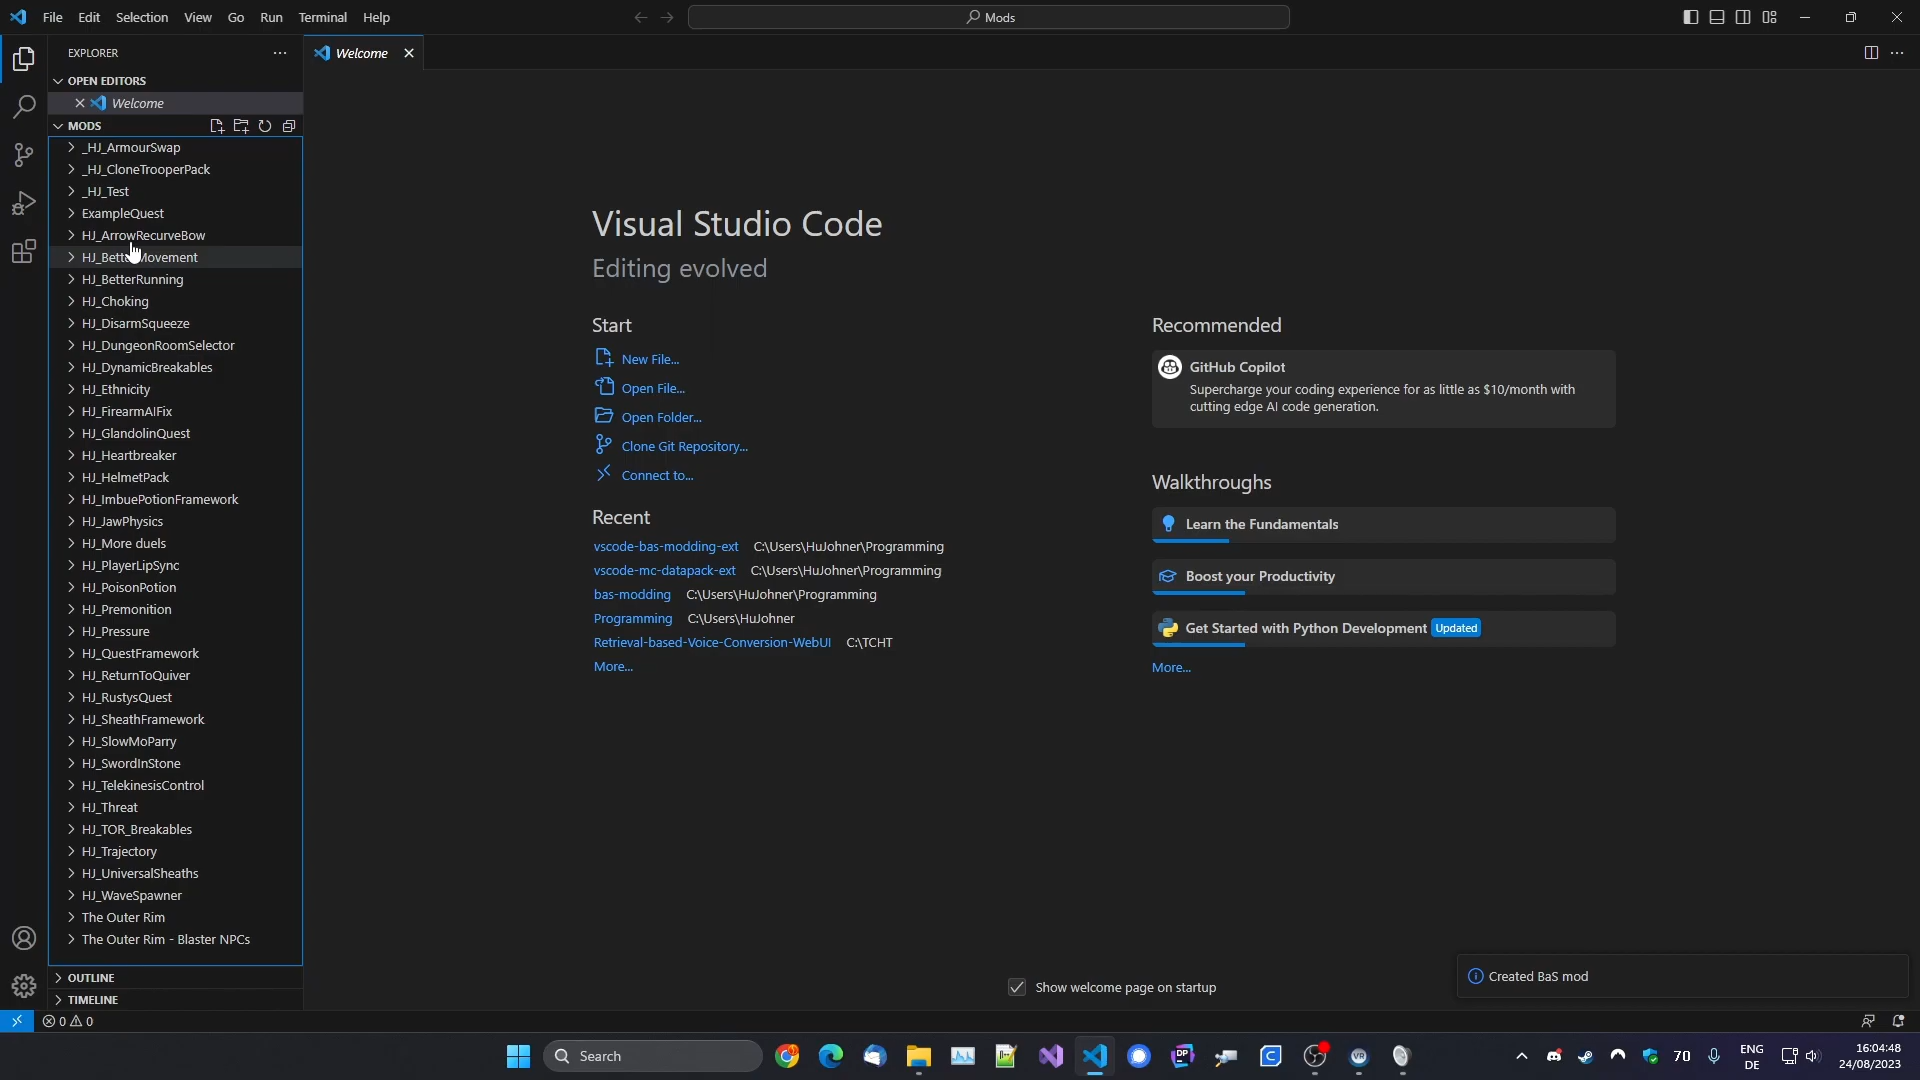 File Edit Selection View Go Run Terminal Help
Mods
EXPLORER
Welcome
OPEN EDITORS
Welcome
MODS
_HJ_ArmourSwap
_HJ_CloneTrooperPack
_HJ_Test
ExampleQuest
HJ_ArrowRecurveBow
HJ_BetterMovement
HJ_BetterRunning
HJ_Choking
HJ_DisarmSqueeze
HJ_DungeonRoomSelector
HJ_DynamicBreakables
HJ_Ethnicity
HJ_FirearmAIFix
HJ_GlandolinQuest
HJ_Heartbreaker
HJ_HelmetPack
HJ_ImbuePotionFramework
HJ_JawPhysics
HJ_More duels
HJ_PlayerLipSync
HJ_PoisonPotion
HJ_Premonition
HJ_Pressure
HJ_QuestFramework
HJ_ReturnToQuiver
HJ_RustysQuest
HJ_SheathFramework
HJ_SlowMoParry
HJ_SwordInStone
HJ_TelekinesisControl
HJ_Threat
HJ_TOR_Breakables
HJ_Trajectory
HJ_UniversalSheaths
HJ_WaveSpawner
The Outer Rim
The Outer Rim - Blaster NPCs
OUTLINE
TIMELINE
Visual Studio Code
Editing evolved
Start
New File...
Open File...
Open Folder...
Clone Git Repository...
Connect to...
Recent
vscode-bas-modding-ext C:\Users\HuJohner\Programming
vscode-mc-datapack-ext C:\Users\HuJohner\Programming
bas-modding C:\Users\HuJohner\Programming
Programming C:\Users\HuJohner
Retrieval-based-Voice-Conversion-WebUI C:\TCHT
More...
Recommended
GitHub Copilot
Supercharge your coding experience for as little as $10/month with
cutting edge AI code generation.
Walkthroughs
Learn the Fundamentals
Boost your Productivity
Get Started with Python Development Updated
More...
Show welcome page on startup
Created BaS mod
0 0
Search
70
ENG
DE
16:04:48
24/08/2023